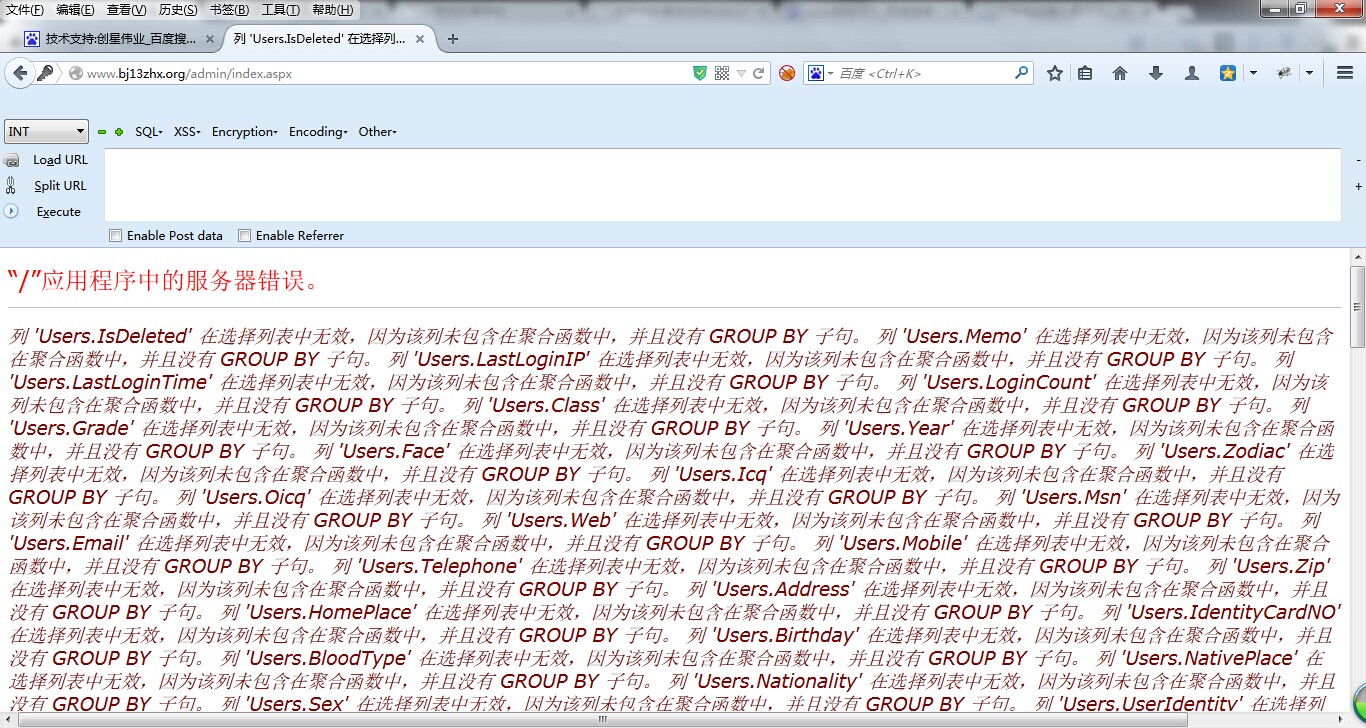 文件(F) 编辑(E) 查看(V) 历史(S) 书签(B) 工具(T) 帮助(H)
技术支持:创星伟业_百度搜... × 列 'Users.IsDeleted' 在选择列... × +
www.bj13zhx.org/admin/index.aspx 百度 <Ctrl+K>
INT SQL- XSS- Encryption- Encoding- Other-
Load URL
Split URL
Execute
Enable Post data Enable Referrer
“/”应用程序中的服务器错误。
列 'Users.IsDeleted' 在选择列表中无效，因为该列未包含在聚合函数中，并且没有 GROUP BY 子句。 列 'Users.Memo' 在选择列表中无效，因为该列未包含
在聚合函数中，并且没有 GROUP BY 子句。 列 'Users.LastLoginIP' 在选择列表中无效，因为该列未包含在聚合函数中，并且没有 GROUP BY 子句。 列
'Users.LastLoginTime' 在选择列表中无效，因为该列未包含在聚合函数中，并且没有 GROUP BY 子句。 列 'Users.LoginCount' 在选择列表中无效，因为该
列未包含在聚合函数中，并且没有 GROUP BY 子句。 列 'Users.Class' 在选择列表中无效，因为该列未包含在聚合函数中，并且没有 GROUP BY 子句。 列
'Users.Grade' 在选择列表中无效，因为该列未包含在聚合函数中，并且没有 GROUP BY 子句。 列 'Users.Year' 在选择列表中无效，因为该列未包含在聚合函
数中，并且没有 GROUP BY 子句。 列 'Users.Face' 在选择列表中无效，因为该列未包含在聚合函数中，并且没有 GROUP BY 子句。 列 'Users.Zodiac' 在选
择列表中无效，因为该列未包含在聚合函数中，并且没有 GROUP BY 子句。 列 'Users.Icq' 在选择列表中无效，因为该列未包含在聚合函数中，并且没有
GROUP BY 子句。 列 'Users.Oicq' 在选择列表中无效，因为该列未包含在聚合函数中，并且没有 GROUP BY 子句。 列 'Users.Msn' 在选择列表中无效，因为
该列未包含在聚合函数中，并且没有 GROUP BY 子句。 列 'Users.Web' 在选择列表中无效，因为该列未包含在聚合函数中，并且没有 GROUP BY 子句。 列
'Users.Email' 在选择列表中无效，因为该列未包含在聚合函数中，并且没有 GROUP BY 子句。 列 'Users.Mobile' 在选择列表中无效，因为该列未包含在聚合
函数中，并且没有 GROUP BY 子句。 列 'Users.Telephone' 在选择列表中无效，因为该列未包含在聚合函数中，并且没有 GROUP BY 子句。 列 'Users.Zip'
在选择列表中无效，因为该列未包含在聚合函数中，并且没有 GROUP BY 子句。 列 'Users.Address' 在选择列表中无效，因为该列未包含在聚合函数中，并且
没有 GROUP BY 子句。 列 'Users.HomePlace' 在选择列表中无效，因为该列未包含在聚合函数中，并且没有 GROUP BY 子句。 列 'Users.IdentityCardNO'
在选择列表中无效，因为该列未包含在聚合函数中，并且没有 GROUP BY 子句。 列 'Users.Birthday' 在选择列表中无效，因为该列未包含在聚合函数中，并且
没有 GROUP BY 子句。 列 'Users.BloodType' 在选择列表中无效，因为该列未包含在聚合函数中，并且没有 GROUP BY 子句。 列 'Users.NativePlace' 在
选择列表中无效，因为该列未包含在聚合函数中，并且没有 GROUP BY 子句。 列 'Users.Nationality' 在选择列表中无效，因为该列未包含在聚合函数中，并且
没有 GROUP BY 子句。 列 'Users.Sex' 在选择列表中无效，因为该列未包含在聚合函数中，并且没有 GROUP BY 子句。 列 'Users.UserIdentity' 在选择列